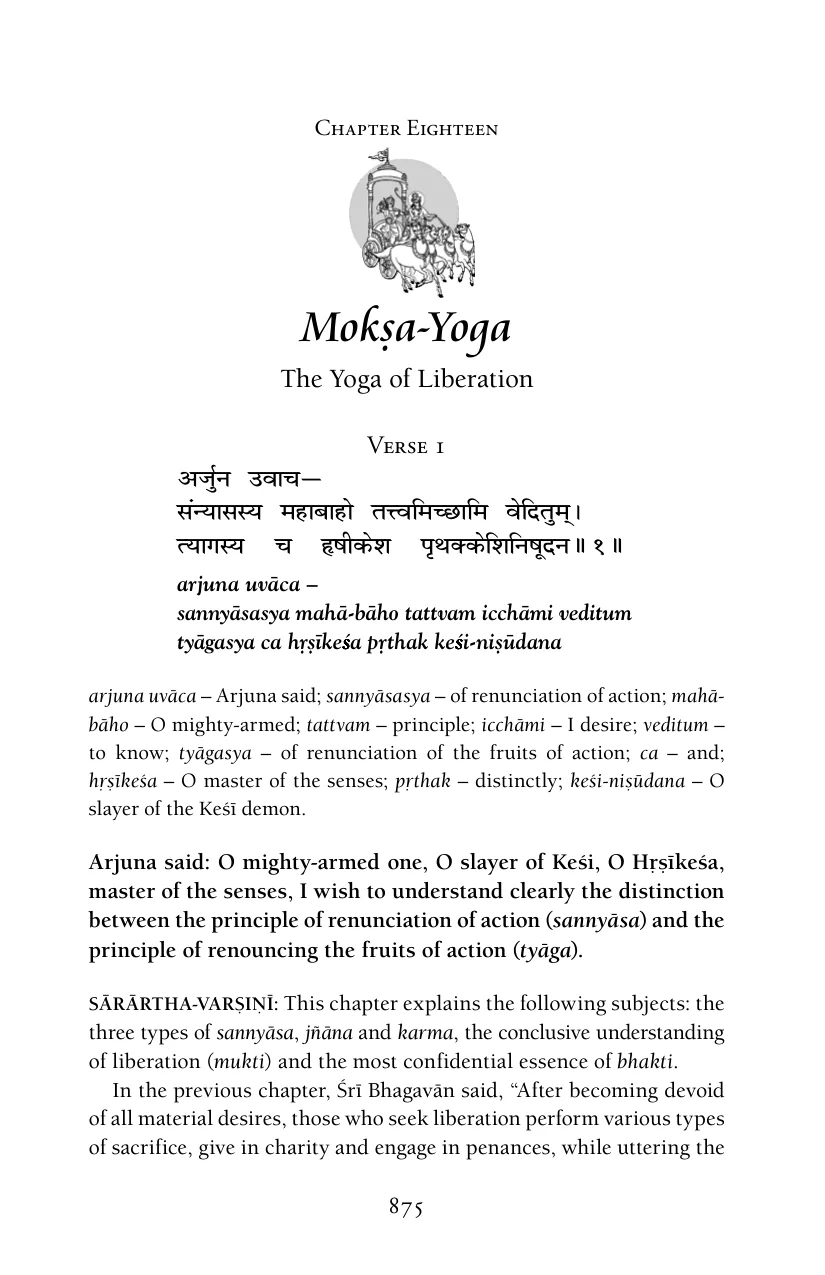 Chapter Eighteen
Mokṣa-Yoga
The Yoga of Liberation
Verse 1
अर्जुन उवाच—
संन्यासस्य महाबाहो तत्त्वमिच्छामि वेदितुम्।
त्यागस्य च हृषीकेश पृथक्केशिनिषूदन॥ १॥
arjuna uvāca –
sannyāsasya mahā-bāho tattvam icchāmi veditum
tyāgasya ca hṛṣīkeśa pṛthak keśi-niṣūdana
arjuna uvāca – Arjuna said; sannyāsasya – of renunciation of action; mahā-
bāho – O mighty-armed; tattvam – principle; icchāmi – I desire; veditum –
to know; tyāgasya – of renunciation of the fruits of action; ca – and;
hṛṣīkeśa – O master of the senses; pṛthak – distinctly; keśi-niṣūdana – O
slayer of the Keśī demon.
Arjuna said: O mighty-armed one, O slayer of Keśi, O Hṛṣīkeśa,
master of the senses, I wish to understand clearly the distinction
between the principle of renunciation of action (sannyāsa) and the
principle of renouncing the fruits of action (tyāga).
SĀRĀRTHA-VARṢIṆĪ: This chapter explains the following subjects: the
three types of sannyāsa, jñāna and karma, the conclusive understanding
of liberation (mukti) and the most confidential essence of bhakti.
In the previous chapter, Śrī Bhagavān said, “After becoming devoid
of all material desires, those who seek liberation perform various types
of sacrifice, give in charity and engage in penances, while uttering the
875